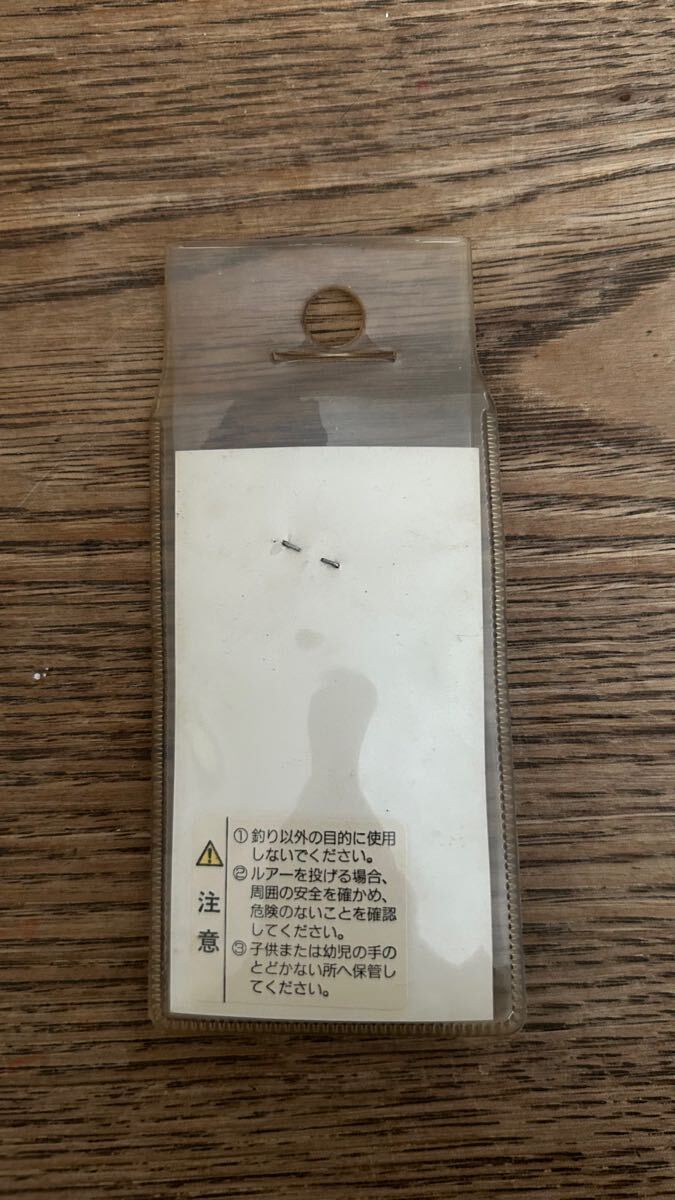 注意
①釣り以外の目的に使用
しないでください。
②ルアーを投げる場合、
周囲の安全を確かめ、
危険のないことを確認
してください。
③子供または幼児の手の
とどかない所へ保管し
てください。